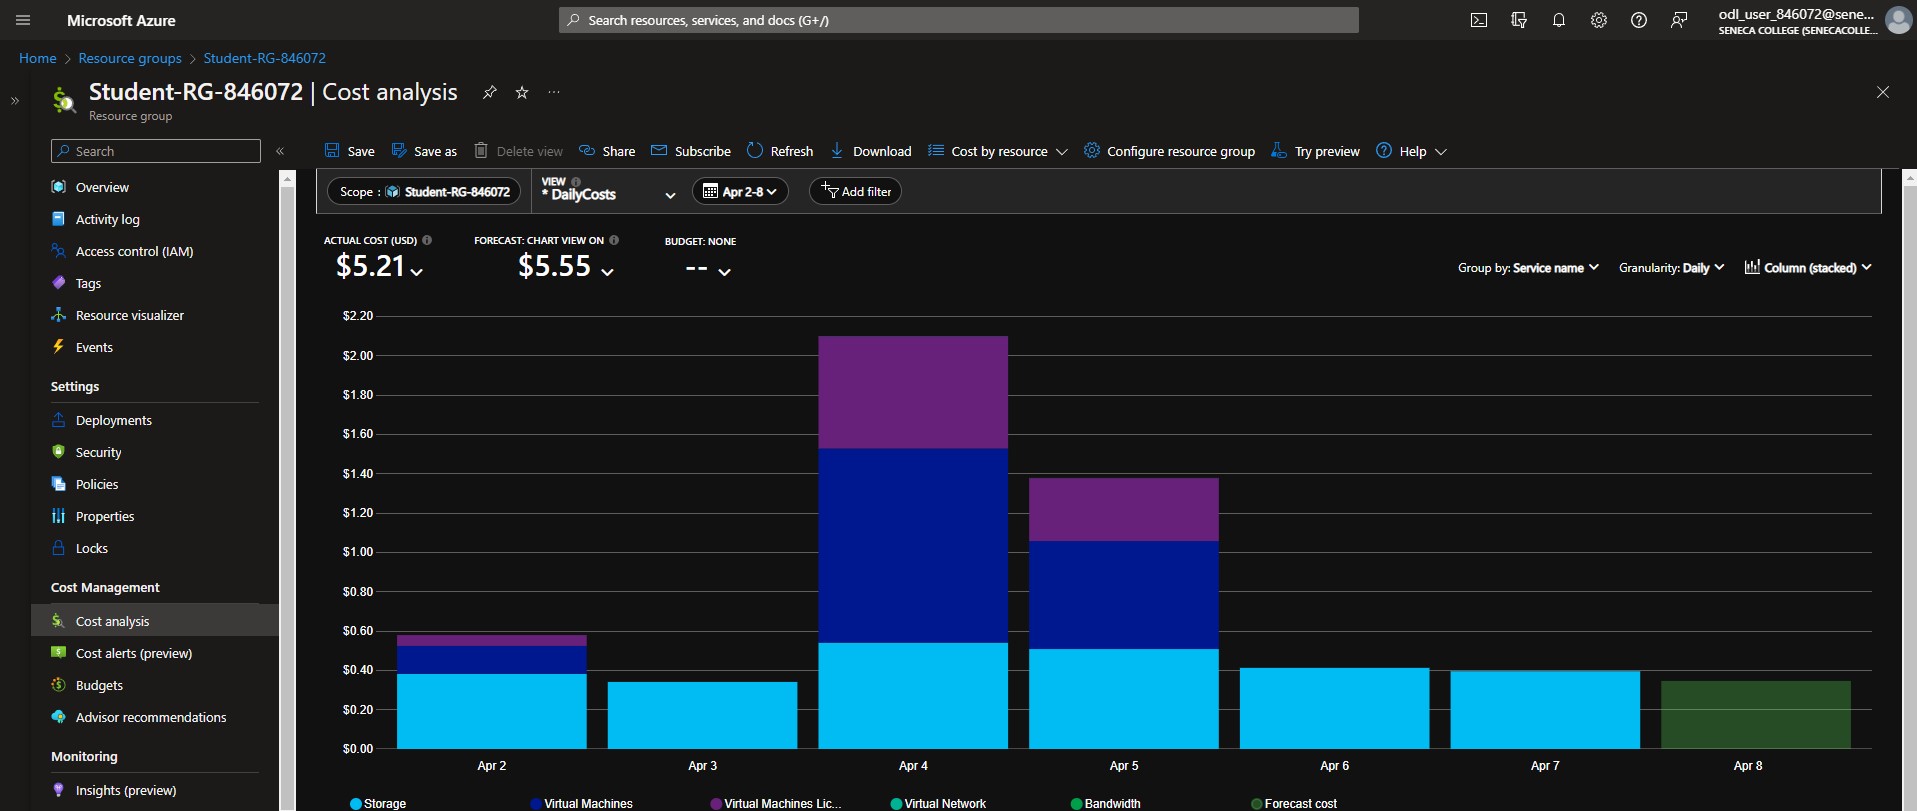 Microsoft Azure
Search resources, services, and docs (G+/)
odl_user_846072@sene...
SENECA COLLEGE (SENECACOLLE...
Home > Resource groups > Student-RG-846072
Student-RG-846072 | Cost analysis
Resource group
Search
Save
Save as
Delete view
Share
Subscribe
Refresh
Download
Cost by resource
Configure resource group
Try preview
Help
Overview
Activity log
Access control (IAM)
Tags
Resource visualizer
Events
Settings
Deployments
Security
Policies
Properties
Locks
Cost Management
Cost analysis
Cost alerts (preview)
Budgets
Advisor recommendations
Monitoring
Insights (preview)
Scope : Student-RG-846072
VIEW
* DailyCosts
Apr 2-8
Add filter
ACTUAL COST (USD)
$5.21
FORECAST: CHART VIEW ON
$5.55
BUDGET: NONE
--
Group by: Service name
Granularity: Daily
Column (stacked)
$2.20
$2.00
$1.80
$1.60
$1.40
$1.20
$1.00
$0.80
$0.60
$0.40
$0.20
$0.00
Apr 2
Apr 3
Apr 4
Apr 5
Apr 6
Apr 7
Apr 8
Storage
Virtual Machines
Virtual Machines Lic...
Virtual Network
Bandwidth
Forecast cost